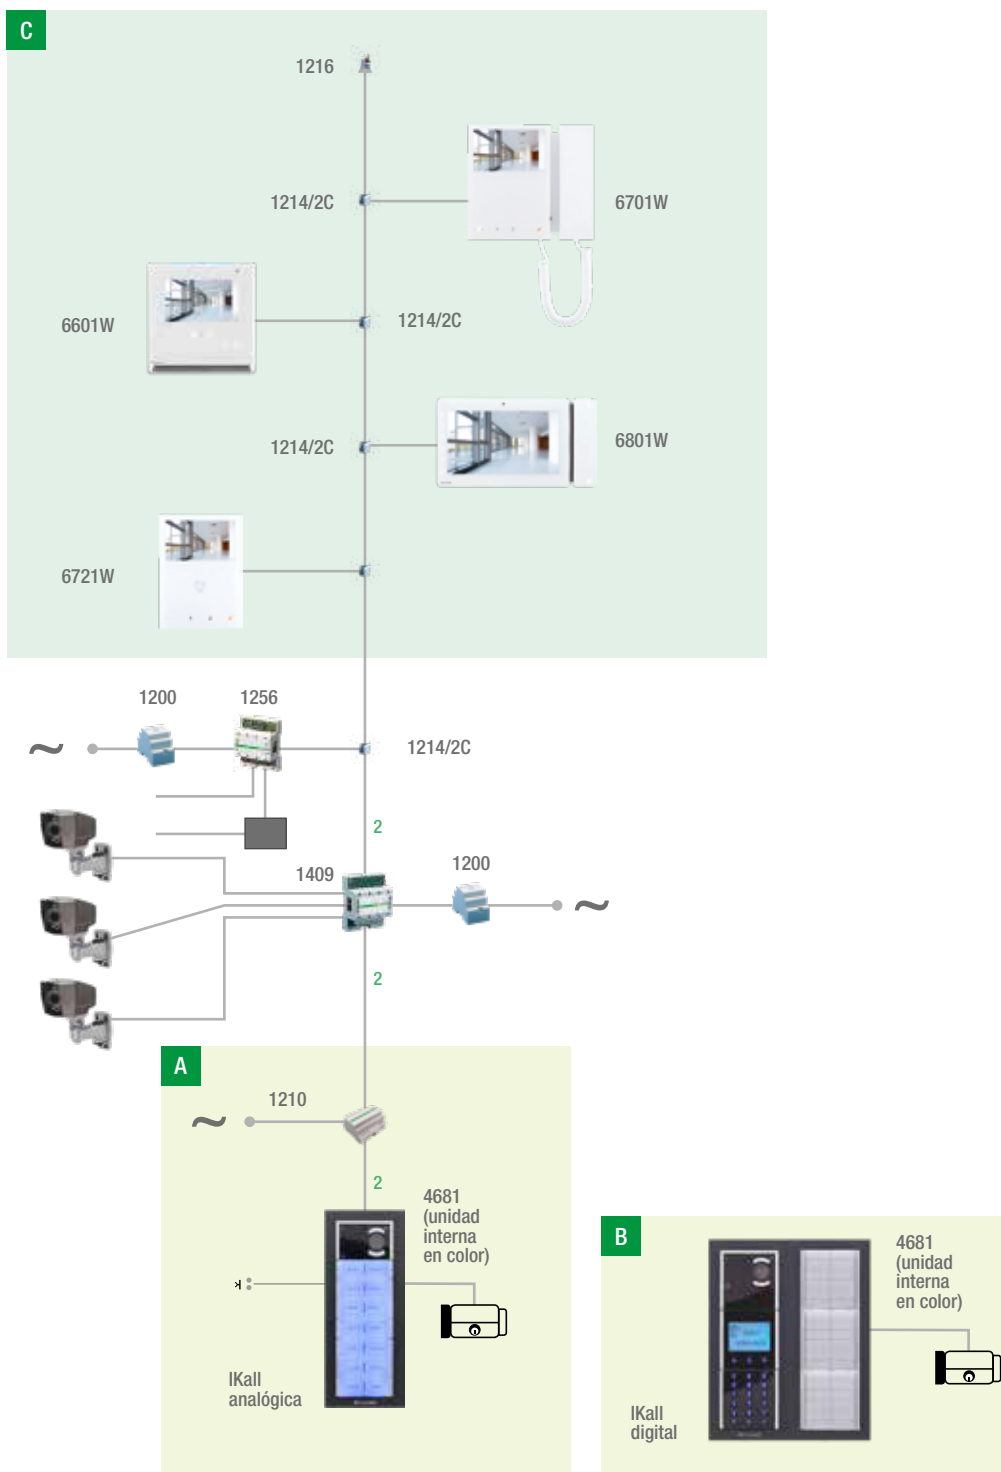 C
1216
1214/2C
6701W
6601W
1214/2C
1214/2C
6801W
6721W
1200
1256
1214/2C
2
1409
1200
2
A
1210
2
4681
(unidad
interna
en color)
IKall
analógica
B
4681
(unidad
interna
en color)
IKall
digital